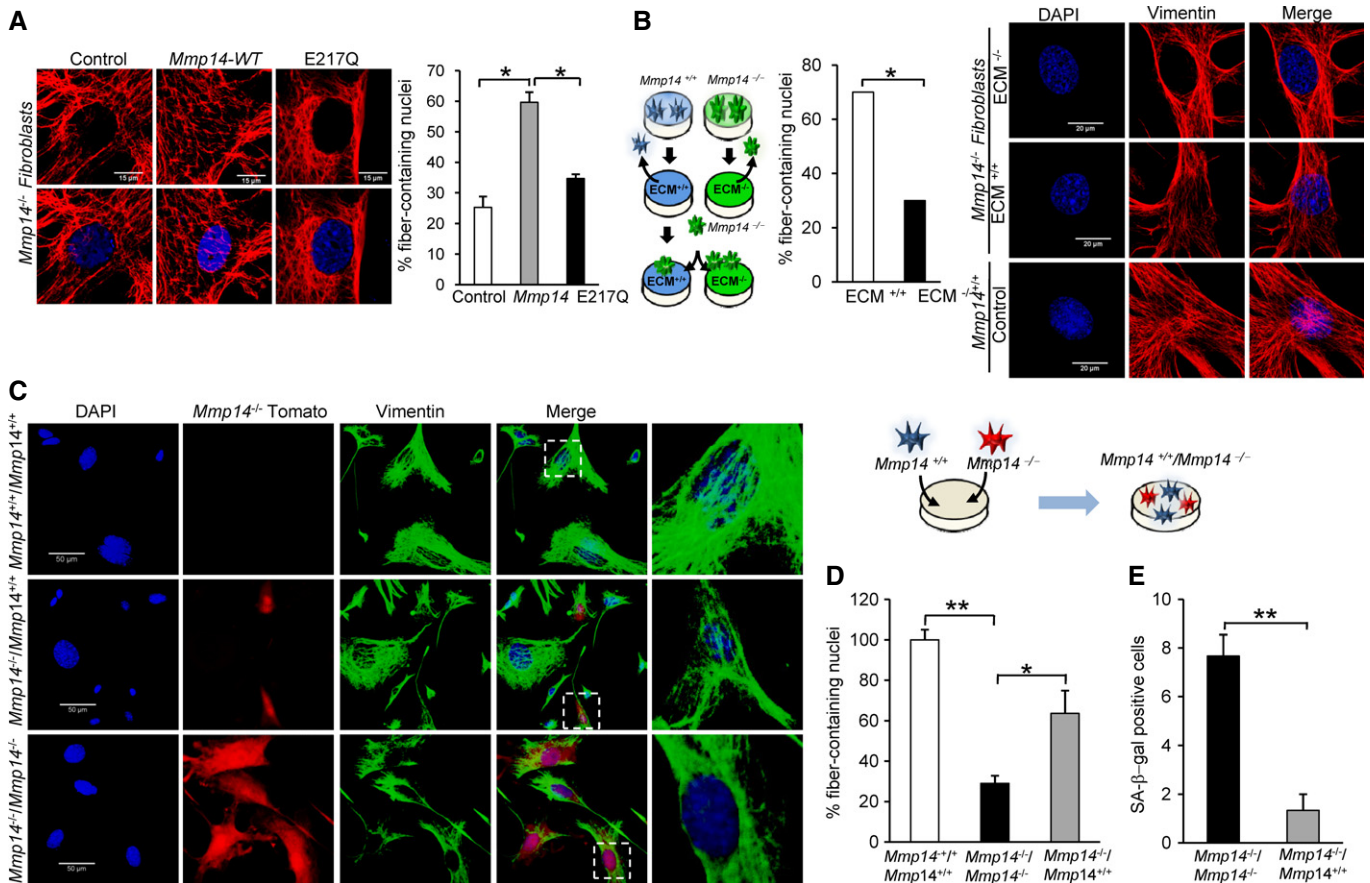 A
Control
Mmp14-WT
E217Q
Mmp14-/- Fibroblasts
15 µm
15 µm
15 µm
% fiber-containing nuclei
70
60
50
40
30
20
10
0
*
*
Control
Mmp14
E217Q
B
Mmp14 +/+
Mmp14 –/–
ECM+/+
ECM-/-
Mmp14 –/–
ECM+/+
ECM-/-
% fiber-containing nuclei
80
60
40
20
0
*
ECM +/+
ECM -/-
DAPI
Vimentin
Merge
Mmp14-/- Fibroblasts
ECM -/-
ECM +/+
Mmp14+/+
Control
20 µm
20 µm
20 µm
C
DAPI
Mmp14-/- Tomato
Vimentin
Merge
Mmp14+/+/Mmp14+/+
Mmp14-/-/Mmp14+/+
Mmp14-/-/Mmp14-/-
50 µm
50 µm
50 µm
Mmp14 +/+
Mmp14 –/–
Mmp14 +/+/Mmp14 –/–
D
% fiber-containing nuclei
120
100
80
60
40
20
0
**
*
Mmp14-+/+
Mmp14+/+
Mmp14-/-/
Mmp14-/-
Mmp14-/-/
Mmp14+/+
E
SA-β-gal positive cells
10
8
6
4
2
0
**
Mmp14-/-/
Mmp14-/-
Mmp14-/-/
Mmp14+/+